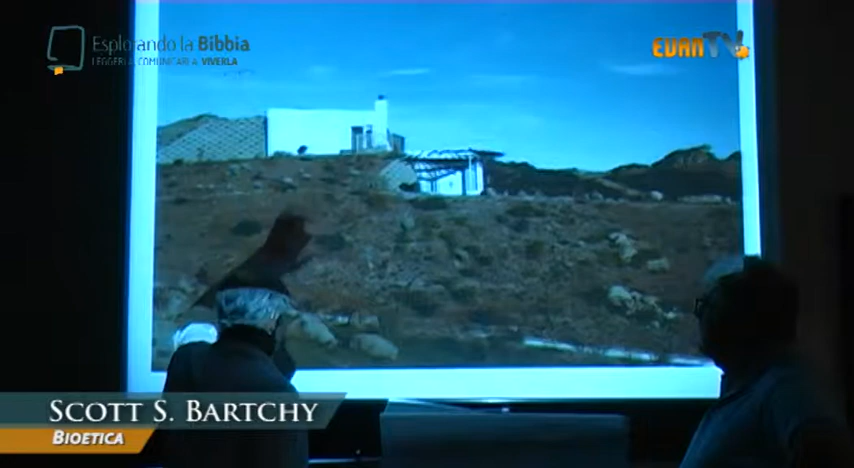 Esplorando la Bibbia
LEGGERLA. COMUNICARLA. VIVERLA
EVAN TV
SCOTT S. BARTCHY
BIOETICA